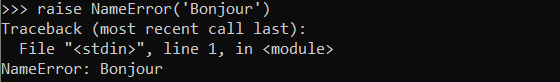 >>> raise NameError('Bonjour')
Traceback (most recent call last):
  File "<stdin>", line 1, in <module>
NameError: Bonjour